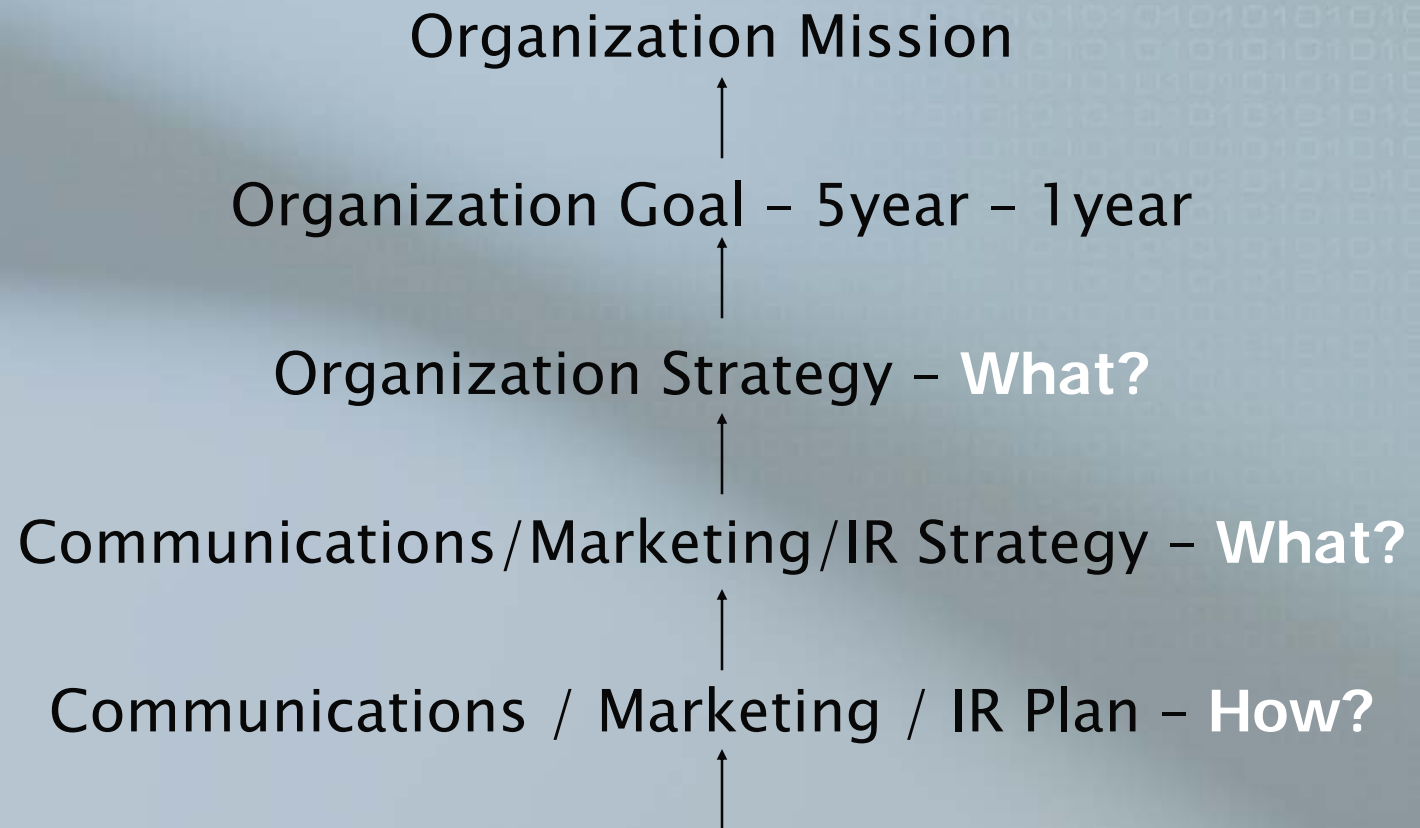 Organization Mission
Organization Goal – 5year – 1year
Organization Strategy – What?
Communications/Marketing/IR Strategy – What?
Communications / Marketing / IR Plan – How?